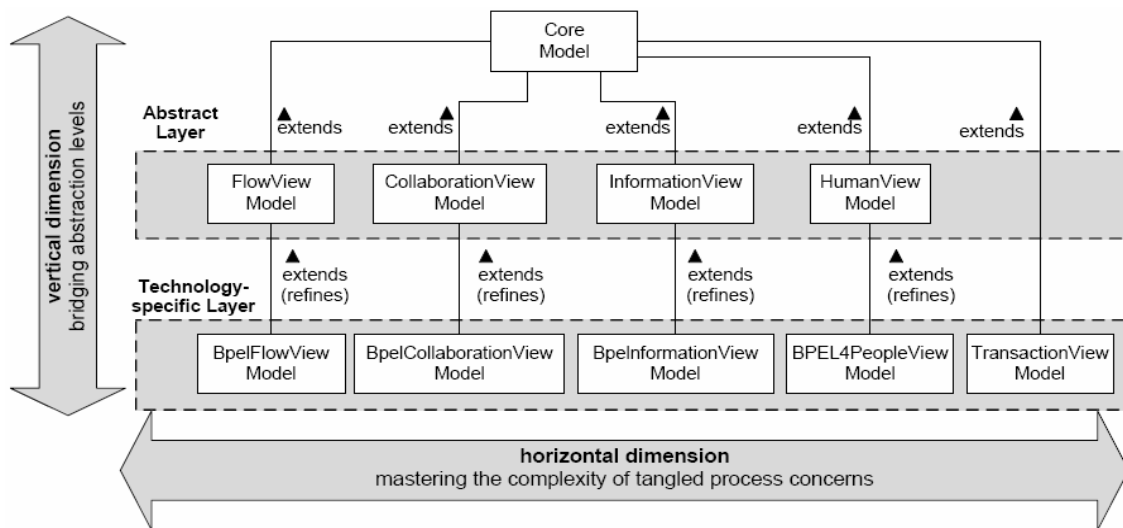 Core
Model
Abstract
Layer
extends
extends
extends
extends
extends
FlowView
Model
CollaborationView
Model
InformationView
Model
HumanView
Model
vertical dimension
bridging abstraction levels
extends
(refines)
extends
(refines)
extends
(refines)
extends
(refines)
Technology-
specific Layer
BpelFlowView
Model
BpelCollaborationView
Model
BpelnformationView
Model
BPEL4PeopleView
Model
TransactionView
Model
horizontal dimension
mastering the complexity of tangled process concerns